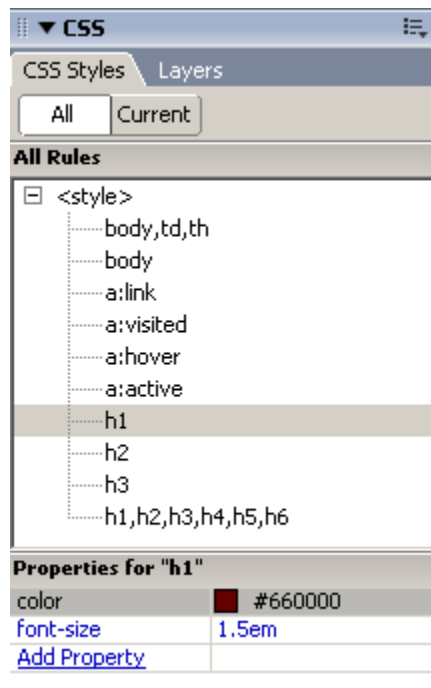 CSS
CSS Styles Layers
All Current
All Rules
<style>
body,td,th
body
a:link
a:visited
a:hover
a:active
h1
h2
h3
h1,h2,h3,h4,h5,h6
Properties for "h1"
color #660000
font-size 1.5em
Add Property